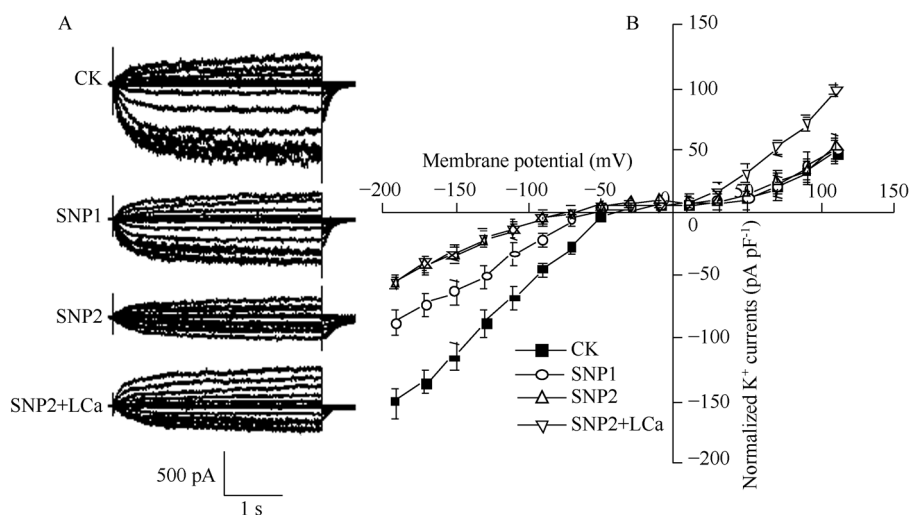 A
CK
SNP1
SNP2
SNP2+LCa
500 pA
1 s
B
Membrane potential (mV)
−200
−150
−100
−50
0
50
100
150
150
100
50
−50
−100
−150
−200
Normalized K⁺ currents (pA pF⁻¹)
CK
SNP1
SNP2
SNP2+LCa